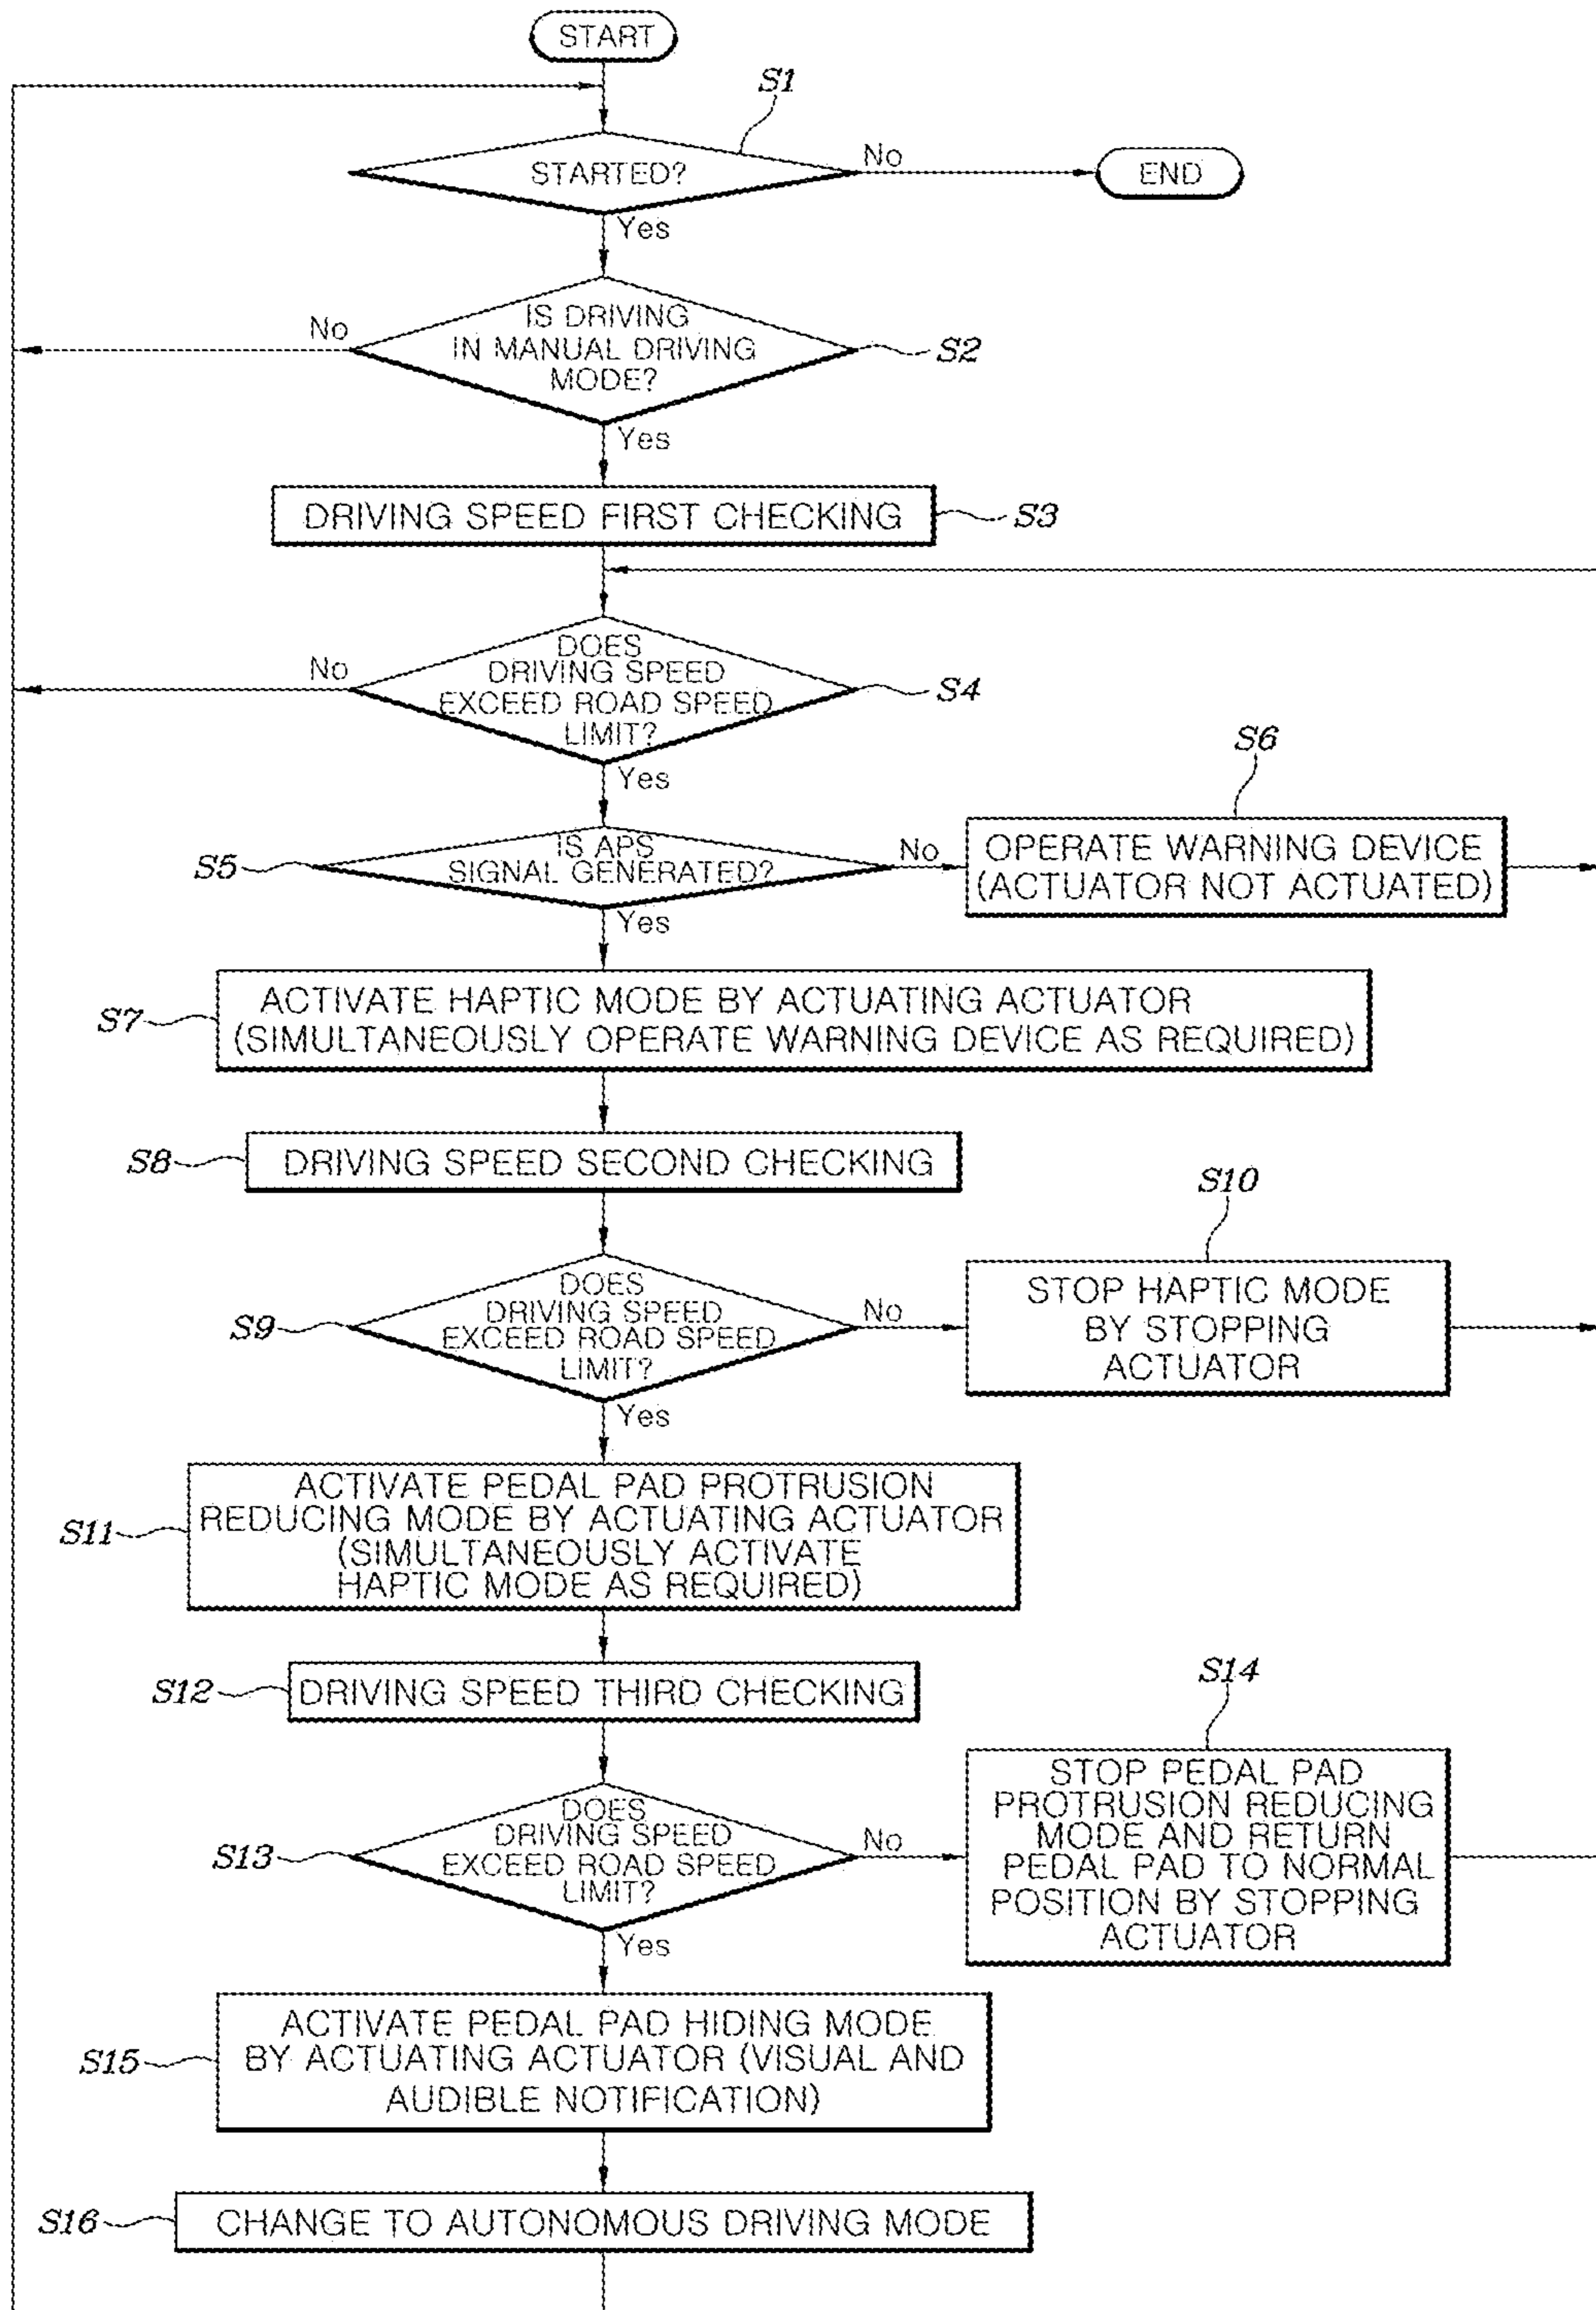 START
S1
STARTED?
No
END
Yes
IS DRIVING
IN MANUAL DRIVING
MODE?
No
S2
Yes
DRIVING SPEED FIRST CHECKING
S3
DOES
DRIVING SPEED
EXCEED ROAD SPEED
LIMIT?
No
S4
Yes
S6
IS APS
SIGNAL GENERATED?
S5
No
OPERATE WARNING DEVICE
(ACTUATOR NOT ACTUATED)
Yes
S7
ACTIVATE HAPTIC MODE BY ACTUATING ACTUATOR
(SIMULTANEOUSLY OPERATE WARNING DEVICE AS REQUIRED)
S8
DRIVING SPEED SECOND CHECKING
S10
DOES
DRIVING SPEED
EXCEED ROAD SPEED
LIMIT?
S9
No
STOP HAPTIC MODE
BY STOPPING
ACTUATOR
Yes
S11
ACTIVATE PEDAL PAD PROTRUSION
REDUCING MODE BY ACTUATING ACTUATOR
(SIMULTANEOUSLY ACTIVATE
HAPTIC MODE AS REQUIRED)
S12
DRIVING SPEED THIRD CHECKING
S14
DOES
DRIVING SPEED
EXCEED ROAD SPEED
LIMIT?
S13
No
STOP PEDAL PAD
PROTRUSION REDUCING
MODE AND RETURN
PEDAL PAD TO NORMAL
POSITION BY STOPPING
ACTUATOR
Yes
S15
ACTIVATE PEDAL PAD HIDING MODE
BY ACTUATING ACTUATOR (VISUAL AND
AUDIBLE NOTIFICATION)
S16
CHANGE TO AUTONOMOUS DRIVING MODE